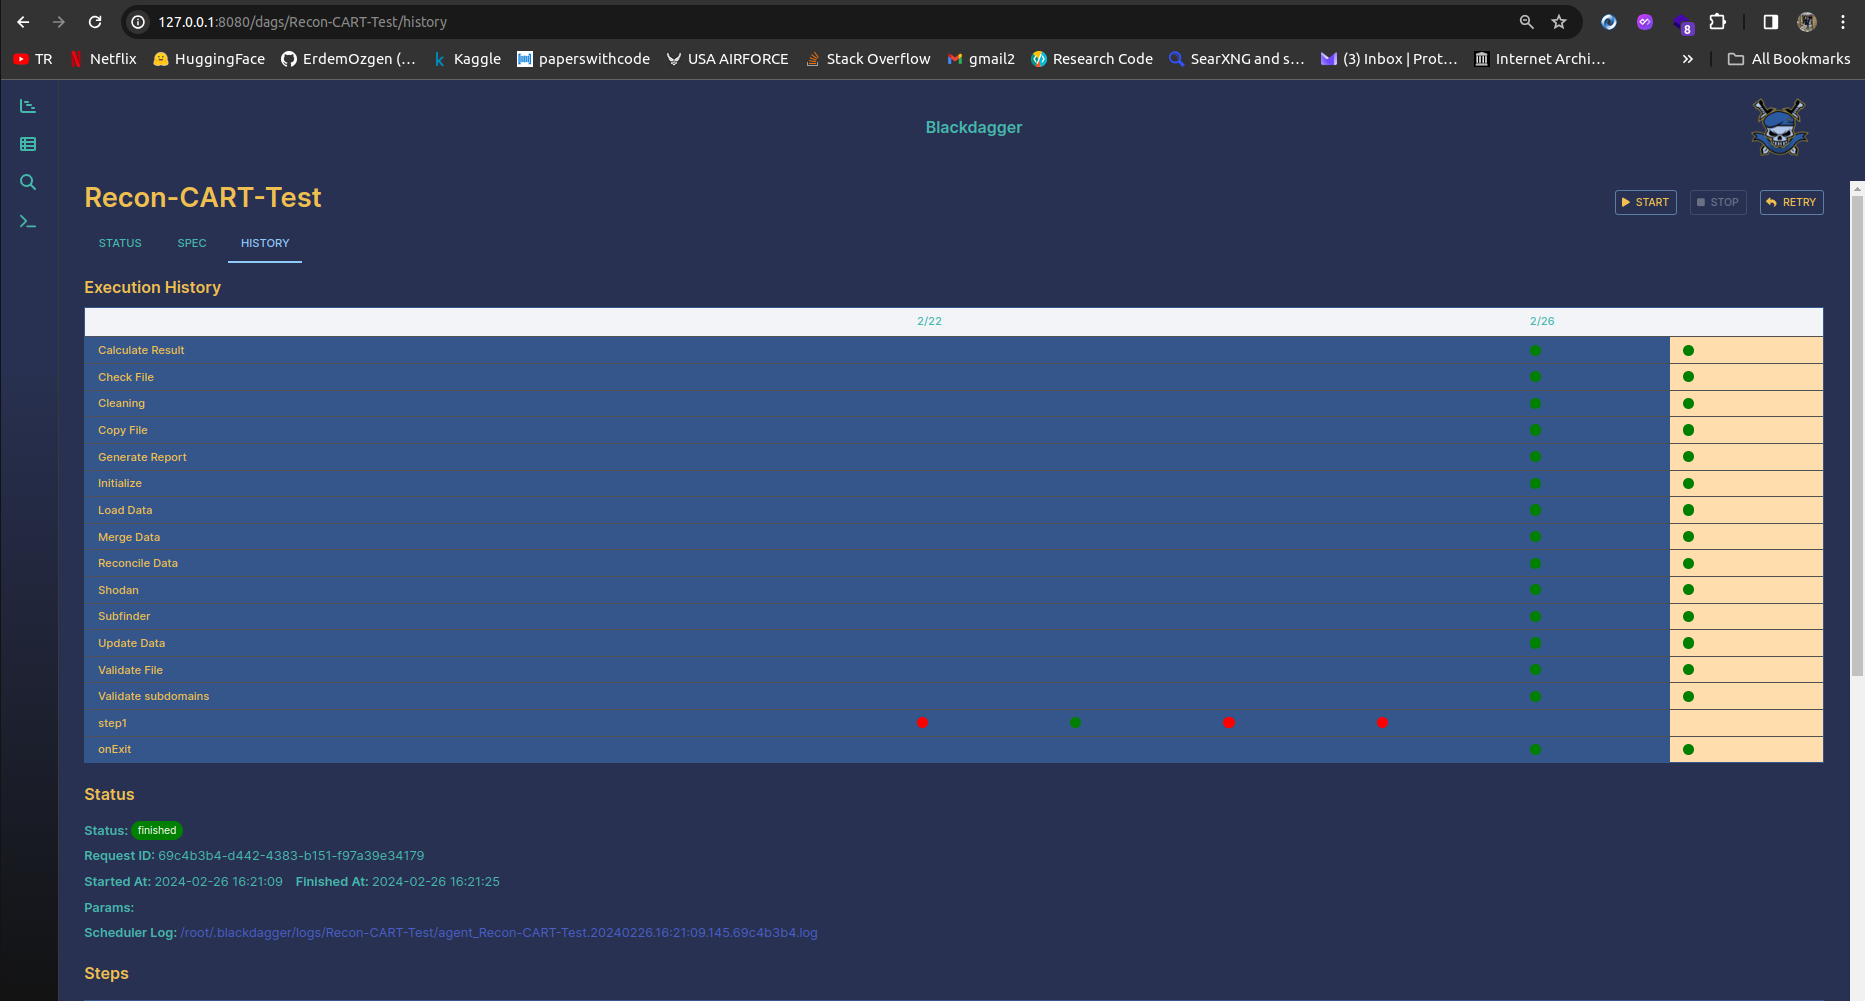 127.0.0.1:8080/dags/Recon-CART-Test/history
8
TR Netflix HuggingFace ErdemOzgen (... Kaggle paperswithcode USA AIRFORCE Stack Overflow gmail2 Research Code SearXNG and s... (3) Inbox | Prot... Internet Archi... » All Bookmarks
Blackdagger
Recon-CART-Test
START STOP RETRY
STATUS SPEC HISTORY
Execution History
2/22 2/26
Calculate Result
Check File
Cleaning
Copy File
Generate Report
Initialize
Load Data
Merge Data
Reconcile Data
Shodan
Subfinder
Update Data
Validate File
Validate subdomains
step1
onExit
Status
Status: finished
Request ID: 69c4b3b4-d442-4383-b151-f97a39e34179
Started At: 2024-02-26 16:21:09 Finished At: 2024-02-26 16:21:25
Params:
Scheduler Log: /root/.blackdagger/logs/Recon-CART-Test/agent_Recon-CART-Test.20240226.16:21:09.145.69c4b3b4.log
Steps